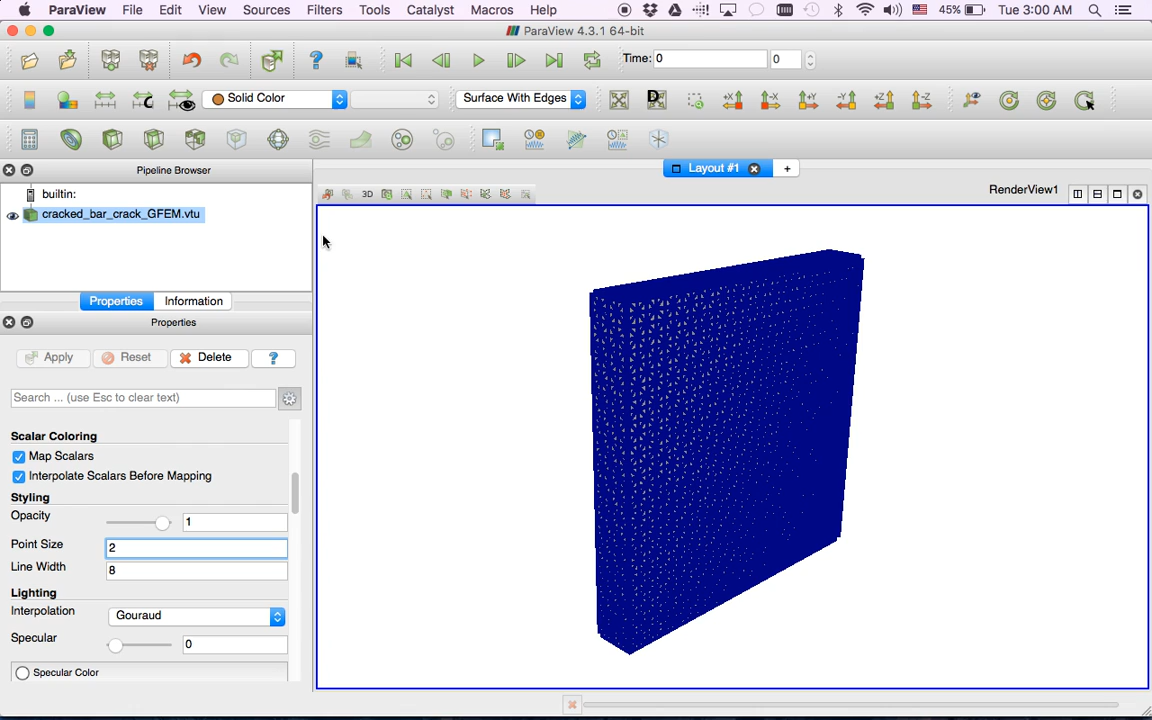 ParaView File Edit View Sources Filters Tools Catalyst Macros Help 45% Tue 3:00 AM
ParaView 4.3.1 64-bit
Time: 0 0
Solid Color Surface With Edges
+X -X +Y -Y +Z -Z
Pipeline Browser
Layout #1 +
builtin:
3D RenderView1
cracked_bar_crack_GFEM.vtu
Properties Information
Properties
Apply Reset Delete ?
Search ... (use Esc to clear text)
Scalar Coloring
Map Scalars
Interpolate Scalars Before Mapping
Styling
Opacity 1
Point Size 2
Line Width 8
Lighting
Interpolation Gouraud
Specular 0
Specular Color